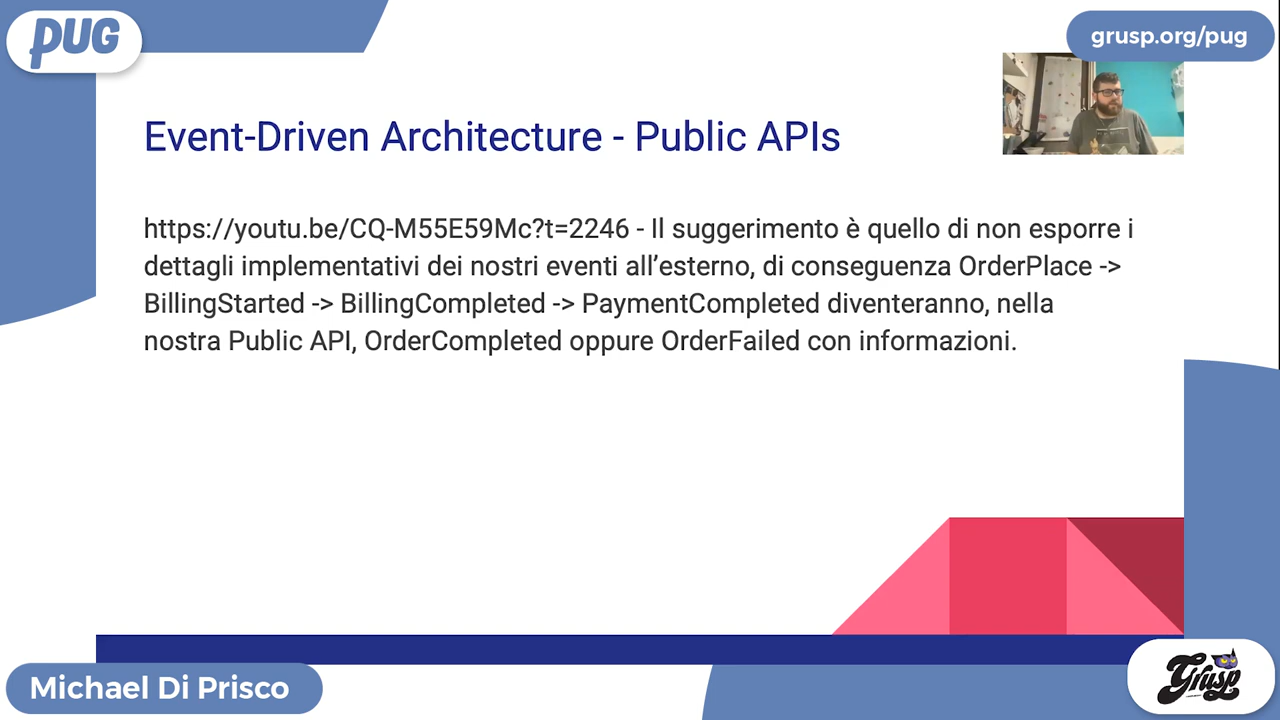 PUG
grusp.org/pug
Event-Driven Architecture - Public APIs
https://youtu.be/CQ-M55E59Mc?t=2246 - Il suggerimento è quello di non esporre i
dettagli implementativi dei nostri eventi all’esterno, di conseguenza OrderPlace ->
BillingStarted -> BillingCompleted -> PaymentCompleted diventeranno, nella
nostra Public API, OrderCompleted oppure OrderFailed con informazioni.
Michael Di Prisco
Grusp